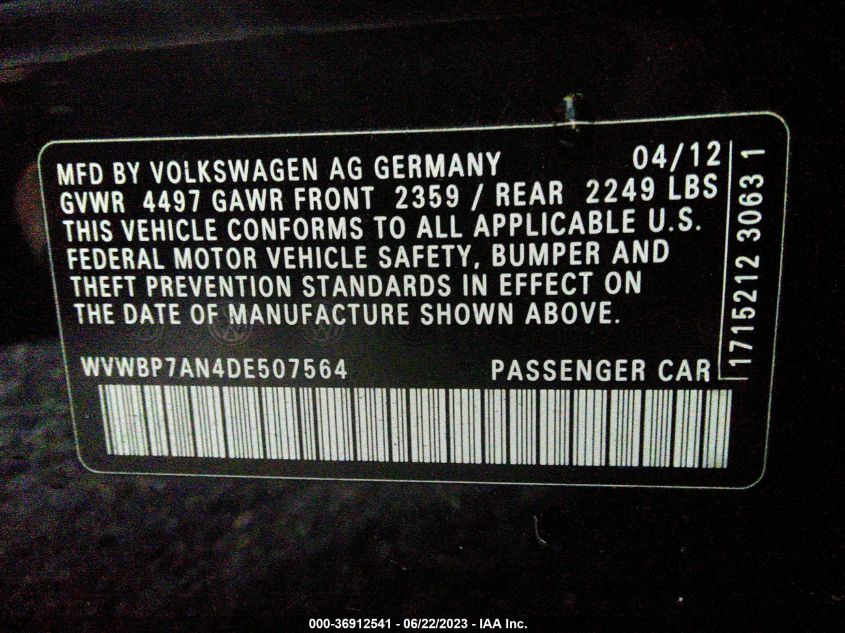 MFD BY VOLKSWAGEN AG GERMANY 04/12
GVWR 4497 GAWR FRONT 2359 / REAR 2249 LBS
THIS VEHICLE CONFORMS TO ALL APPLICABLE U.S.
FEDERAL MOTOR VEHICLE SAFETY, BUMPER AND
THEFT PREVENTION STANDARDS IN EFFECT ON
THE DATE OF MANUFACTURE SHOWN ABOVE.
WVWBP7AN4DE507564 PASSENGER CAR
1715212 3063 1
000-36912541 - 06/22/2023 - IAA Inc.